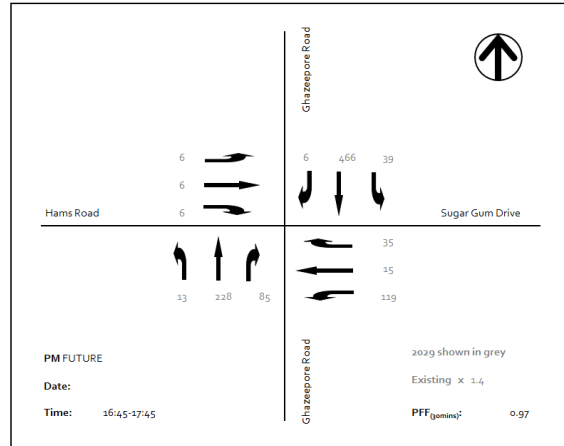 Ghazeepore Road
6 6 466 39
6
6
Hams Road Sugar Gum Drive
35
15
13 228 85 119
Ghazeepore Road
PM FUTURE 2029 shown in grey
Existing x 1.4
Date:
Time: 16:45-17:45 PFF(30mins): 0.97